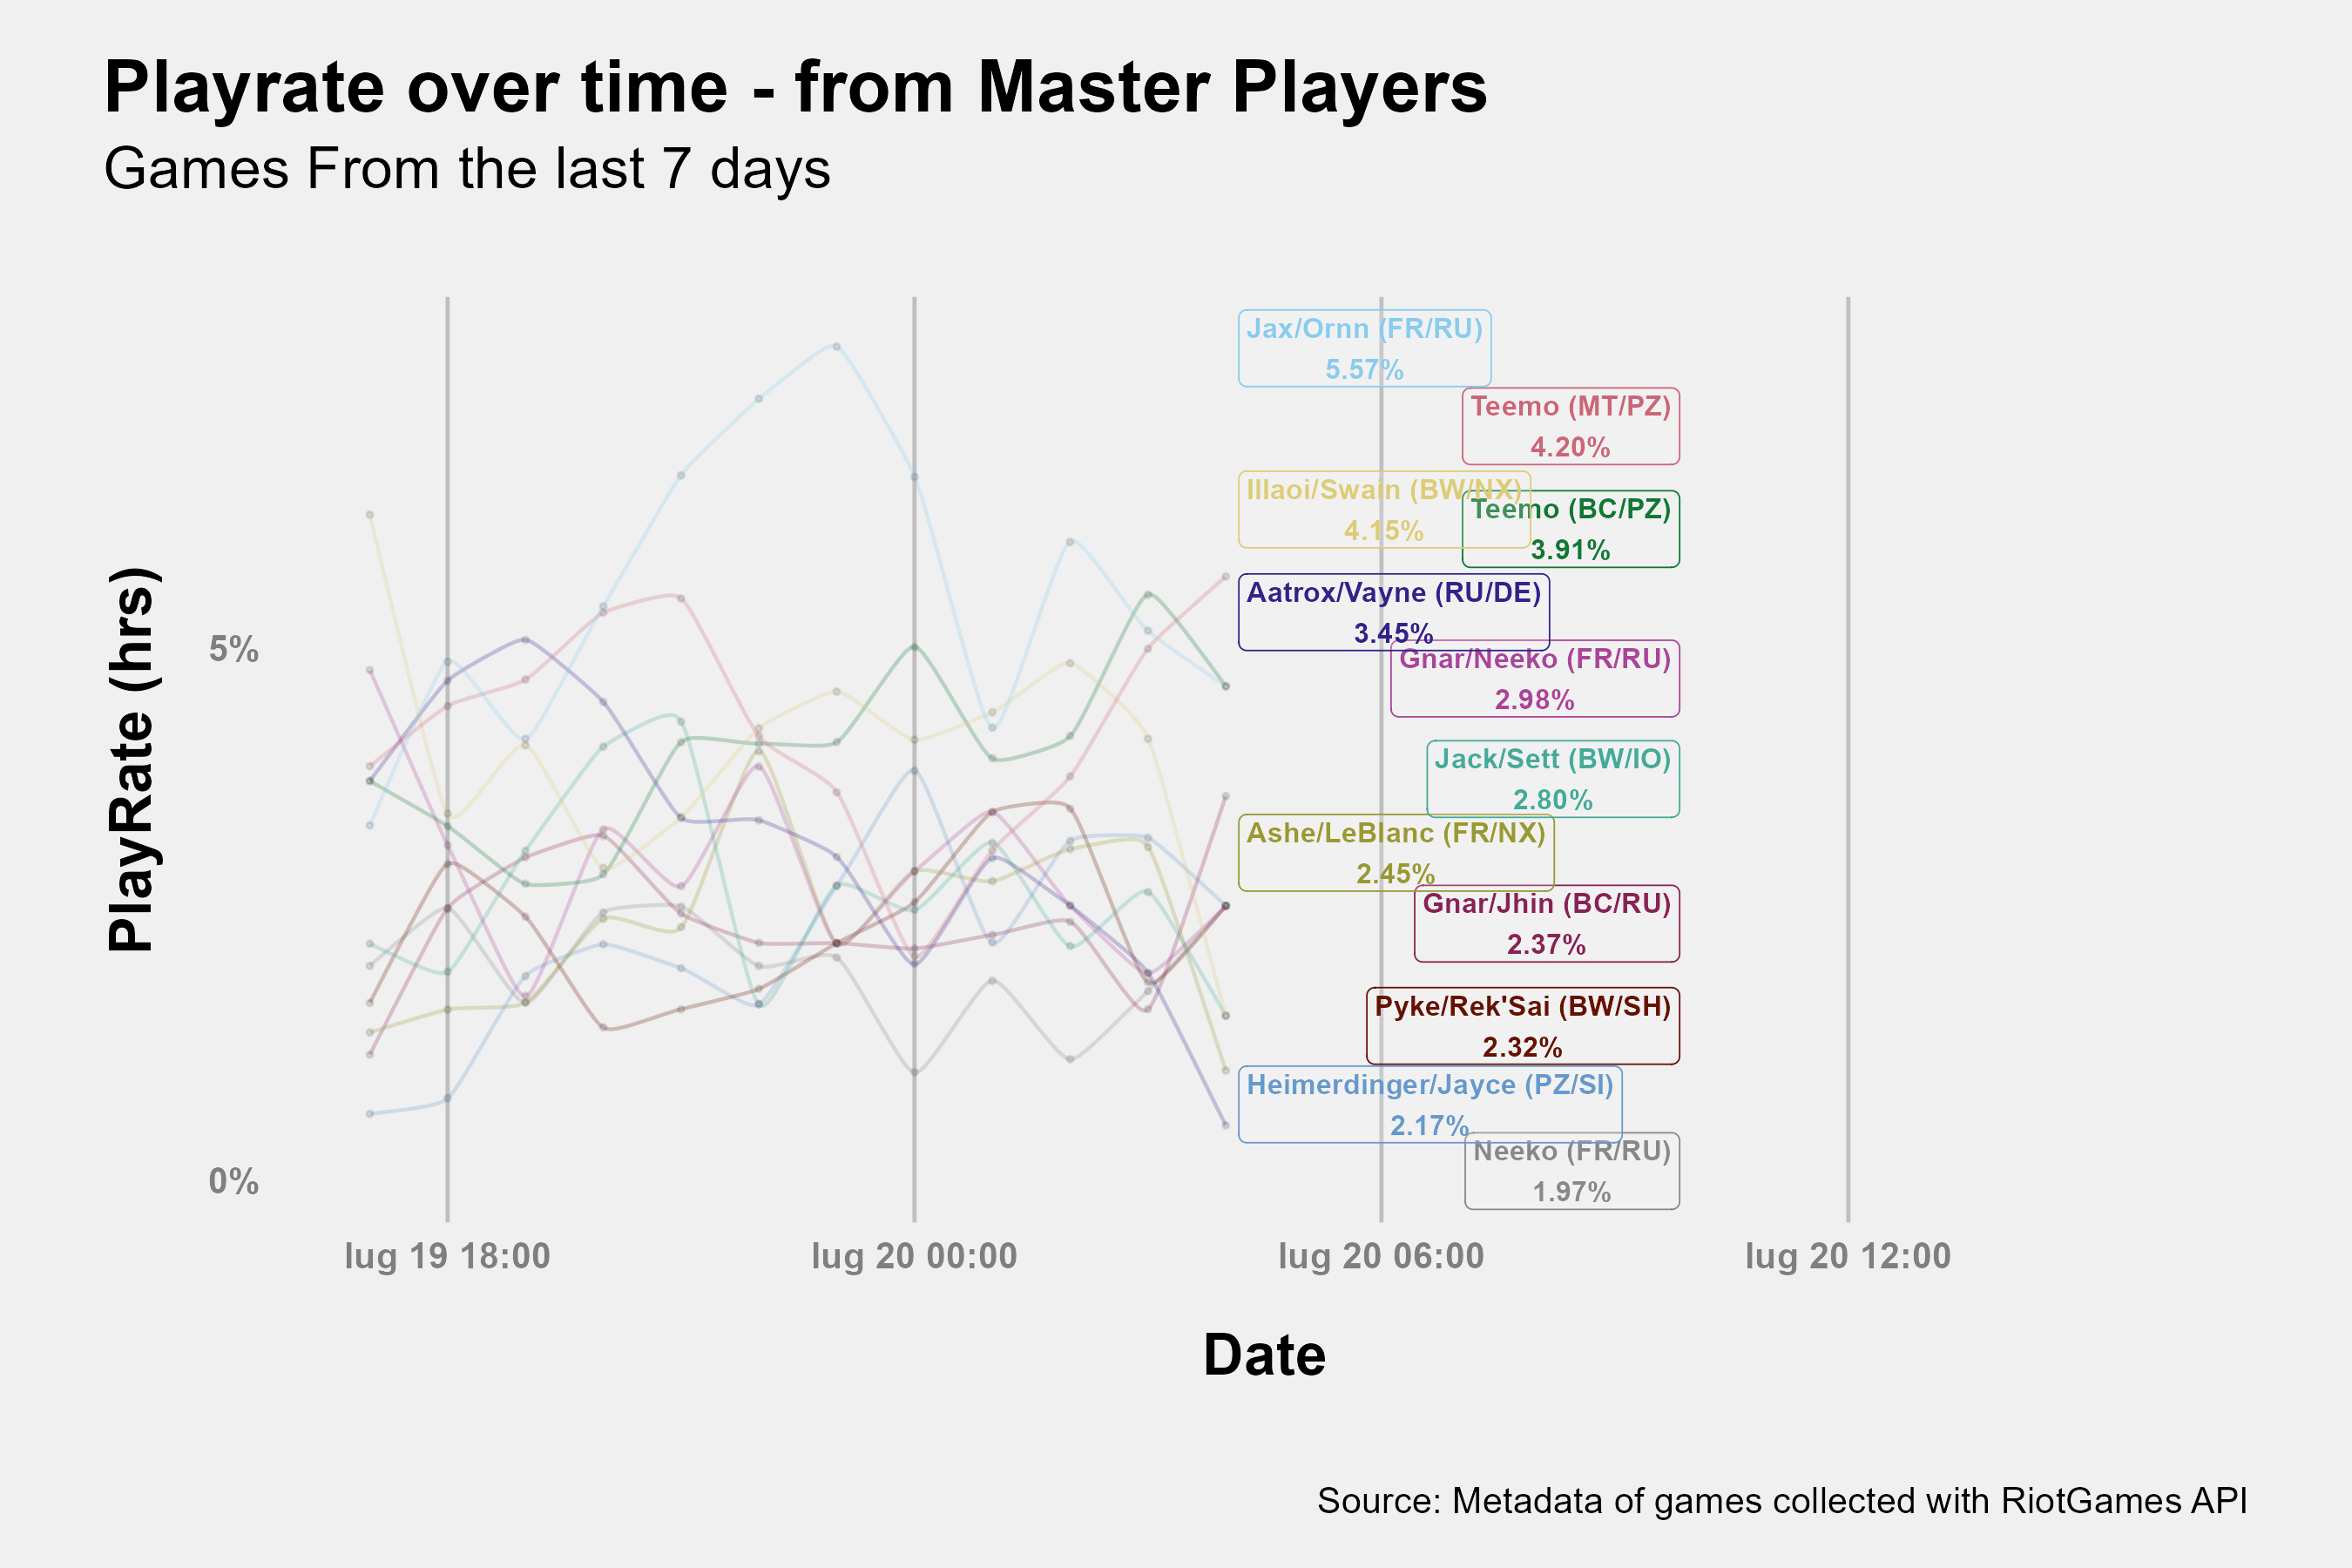 Playrate over time - from Master Players
Games From the last 7 days
PlayRate (hrs)
5%
0%
Jax/Ornn (FR/RU)
5.57%
Teemo (MT/PZ)
4.20%
Illaoi/Swain (BW/NX)
4.15%
Teemo (BC/PZ)
3.91%
Aatrox/Vayne (RU/DE)
3.45%
Gnar/Neeko (FR/RU)
2.98%
Jack/Sett (BW/IO)
2.80%
Ashe/LeBlanc (FR/NX)
2.45%
Gnar/Jhin (BC/RU)
2.37%
Pyke/Rek'Sai (BW/SH)
2.32%
Heimerdinger/Jayce (PZ/SI)
2.17%
Neeko (FR/RU)
1.97%
lug 19 18:00
lug 20 00:00
lug 20 06:00
lug 20 12:00
Date
Source: Metadata of games collected with RiotGames API